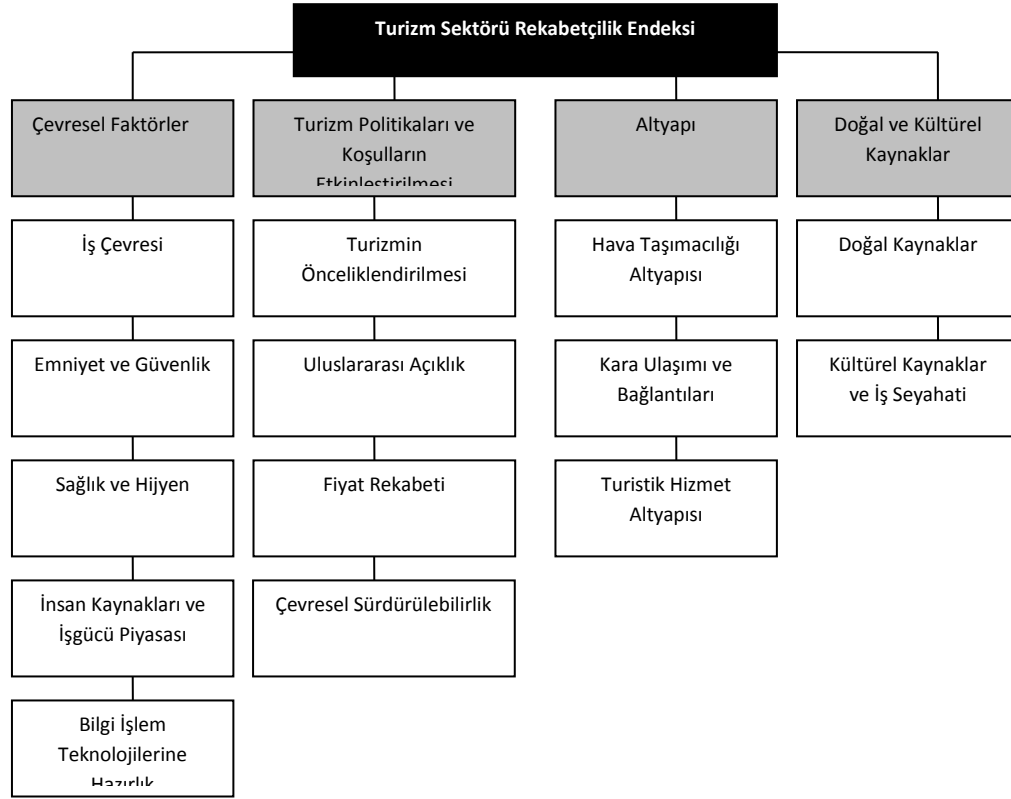 Turizm Sektörü Rekabetçilik Endeksi
Çevresel Faktörler
Turizm Politikaları ve
Koşulların
Etkinleştirilmesi
Altyapı
Doğal ve Kültürel
Kaynaklar
İş Çevresi
Turizmin
Önceliklendirilmesi
Hava Taşımacılığı
Altyapısı
Doğal Kaynaklar
Emniyet ve Güvenlik
Uluslararası Açıklık
Kara Ulaşımı ve
Bağlantıları
Kültürel Kaynaklar
ve İş Seyahati
Sağlık ve Hijyen
Fiyat Rekabeti
Turistik Hizmet
Altyapısı
İnsan Kaynakları ve
İşgücü Piyasası
Çevresel Sürdürülebilirlik
Bilgi İşlem
Teknolojilerine
Hazırlık